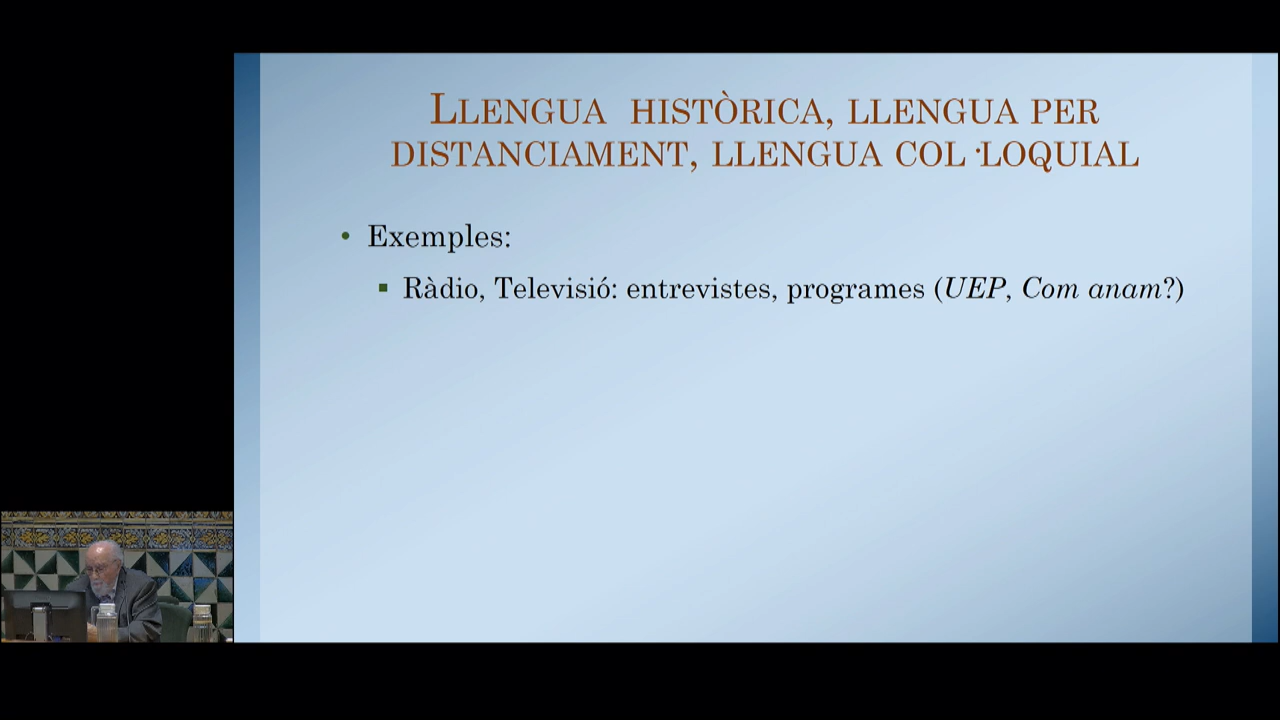 LLENGUA HISTÒRICA, LLENGUA PER
DISTANCIAMENT, LLENGUA COL·LOQUIAL
• Exemples:
▪ Ràdio, Televisió: entrevistes, programes (UEP, Com anam?)